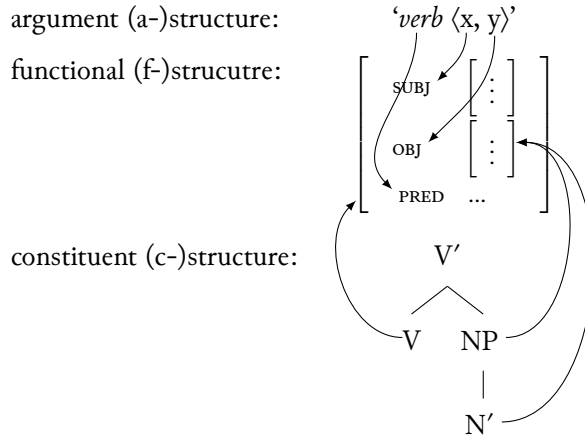 argument (a-)structure: ‘verb ⟨x, y⟩’
functional (f-)strucutre:
SUBJ [⋮]
OBJ [⋮]
PRED ...
constituent (c-)structure: V′
V NP
N′